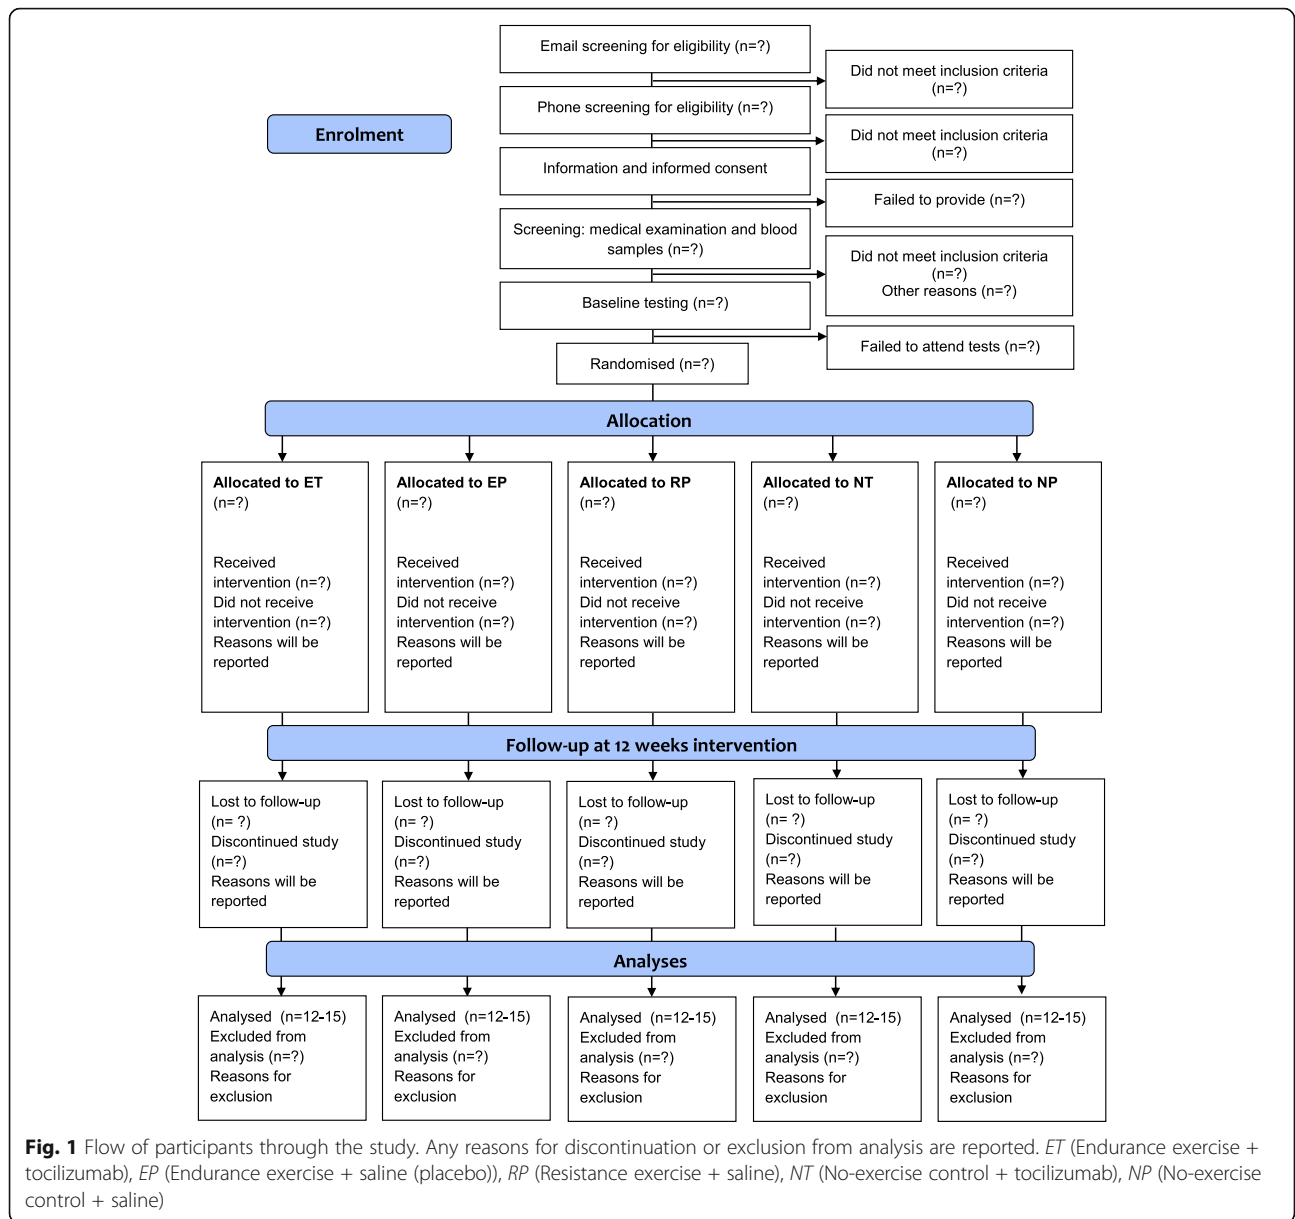 Email screening for eligibility (n=?)
Did not meet inclusion criteria
(n=?)
Phone screening for eligibility (n=?)
Enrolment
Did not meet inclusion criteria
(n=?)
Information and informed consent
Failed to provide (n=?)
Screening: medical examination and blood
samples (n=?)
Did not meet inclusion criteria
(n=?)
Other reasons (n=?)
Baseline testing (n=?)
Failed to attend tests (n=?)
Randomised (n=?)
Allocation
Allocated to ET
(n=?)
Received
intervention (n=?)
Did not receive
intervention (n=?)
Reasons will be
reported
Allocated to EP
(n=?)
Received
intervention (n=?)
Did not receive
intervention (n=?)
Reasons will be
reported
Allocated to RP
(n=?)
Received
intervention (n=?)
Did not receive
intervention (n=?)
Reasons will be
reported
Allocated to NT
(n=?)
Received
intervention (n=?)
Did not receive
intervention (n=?)
Reasons will be
reported
Allocated to NP
(n=?)
Received
intervention (n=?)
Did not receive
intervention (n=?)
Reasons will be
reported
Follow-up at 12 weeks intervention
Lost to follow-up
(n= ?)
Discontinued study
(n=?)
Reasons will be
reported
Lost to follow-up
(n= ?)
Discontinued study
(n=?)
Reasons will be
reported
Lost to follow-up
(n= ?)
Discontinued study
(n=?)
Reasons will be
reported
Lost to follow-up
(n= ?)
Discontinued study
(n=?)
Reasons will be
reported
Lost to follow-up
(n= ?)
Discontinued study
(n=?)
Reasons will be
reported
Analyses
Analysed (n=12-15)
Excluded from
analysis (n=?)
Reasons for
exclusion
Analysed (n=12-15)
Excluded from
analysis (n=?)
Reasons for
exclusion
Analysed (n=12-15)
Excluded from
analysis (n=?)
Reasons for
exclusion
Analysed (n=12-15)
Excluded from
analysis (n=?)
Reasons for
exclusion
Analysed (n=12-15)
Excluded from
analysis (n=?)
Reasons for
exclusion
Fig. 1 Flow of participants through the study. Any reasons for discontinuation or exclusion from analysis are reported. ET (Endurance exercise +
tocilizumab), EP (Endurance exercise + saline (placebo)), RP (Resistance exercise + saline), NT (No-exercise control + tocilizumab), NP (No-exercise
control + saline)